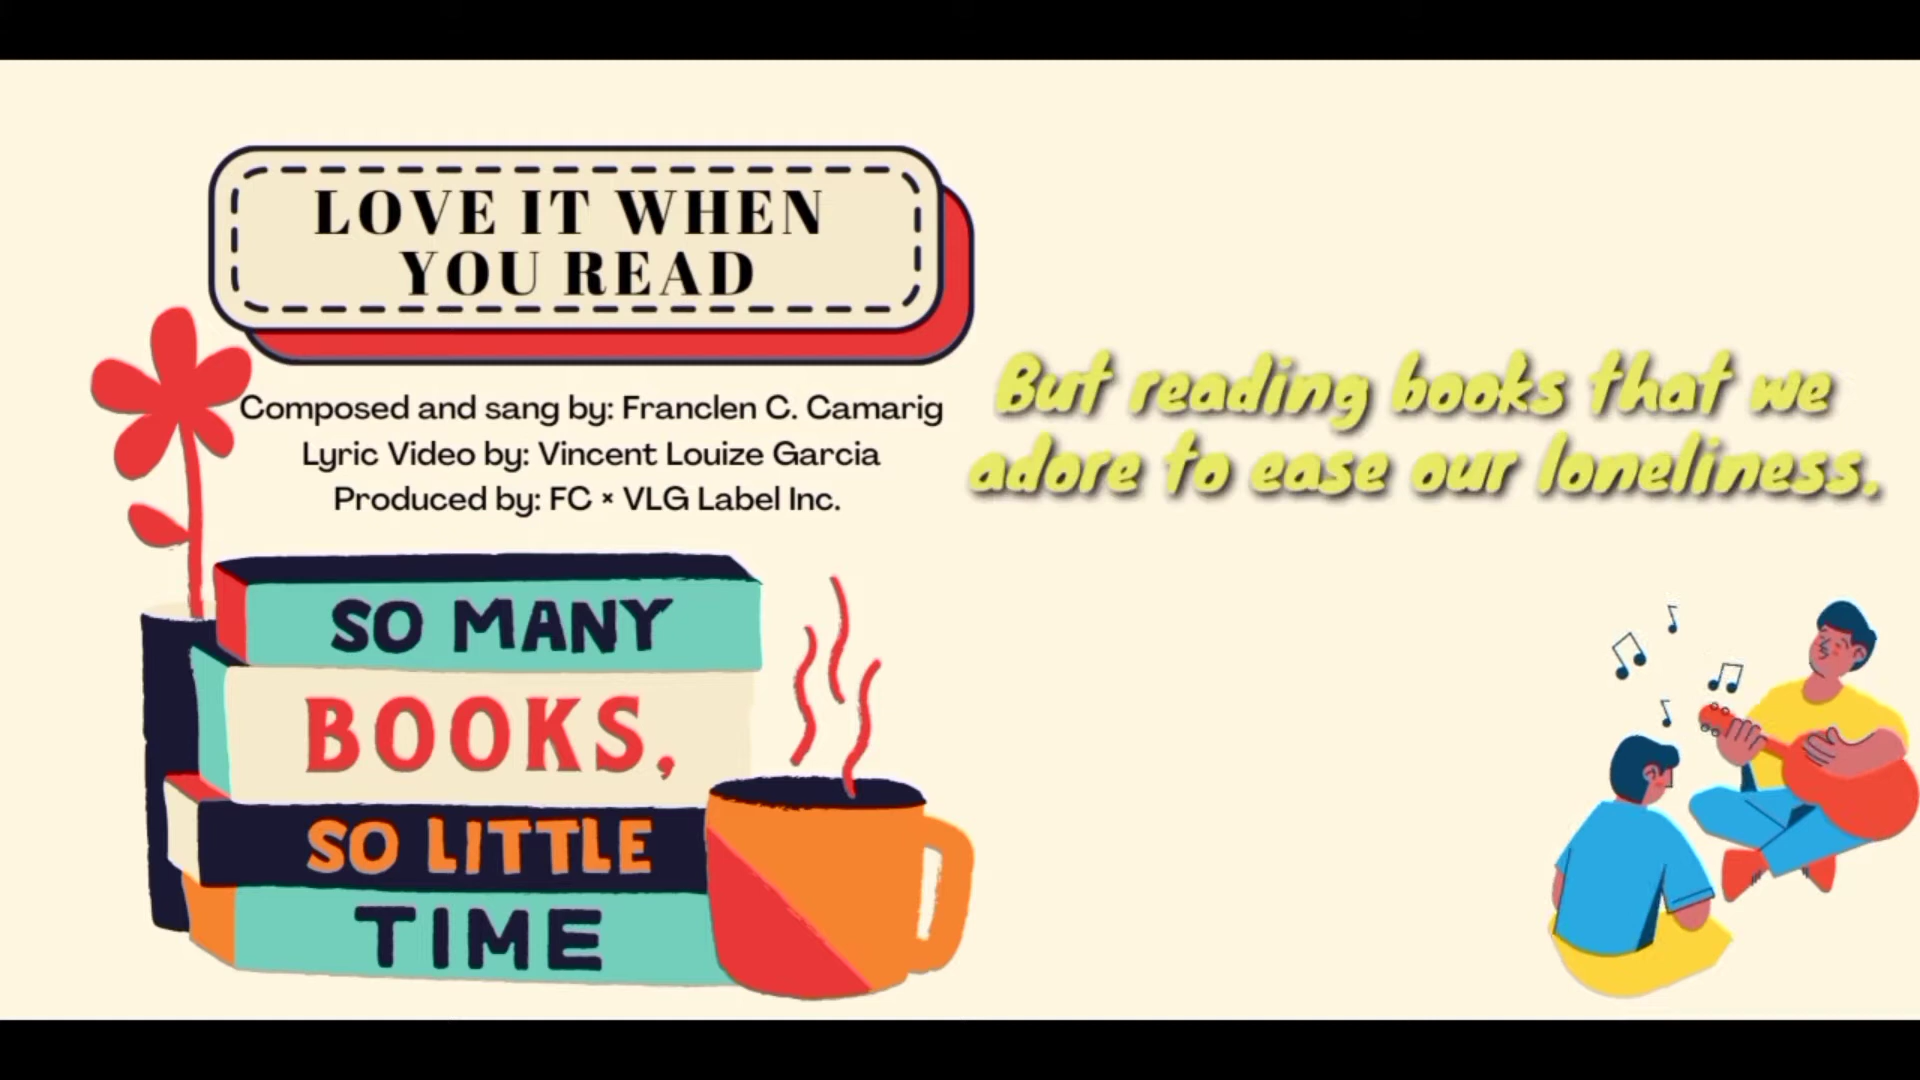 LOVE IT WHEN
YOU READ
Composed and sang by: Franclen C. Camarig
Lyric Video by: Vincent Louize Garcia
Produced by: FC × VLG Label Inc.
SO MANY
BOOKS,
SO LITTLE
TIME
But reading books that we
adore to ease our loneliness.